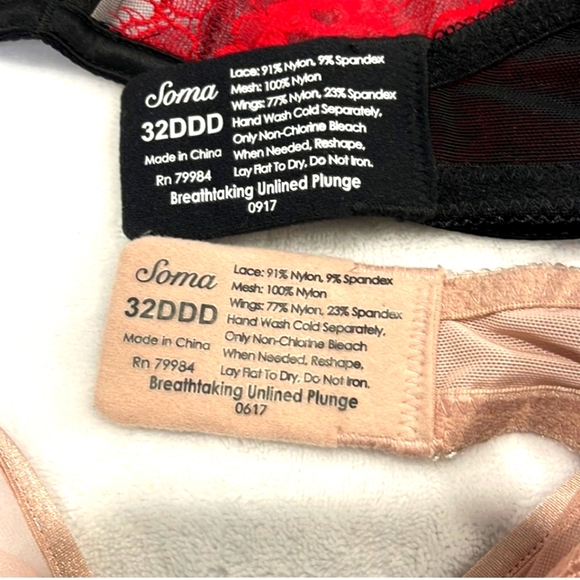 Soma
32DDD
Made in China
Rn 79984
Lace: 91% Nylon, 9% Spandex
Mesh: 100% Nylon
Wings: 77% Nylon, 23% Spandex
Hand Wash Cold Separately,
Only Non-Chlorine Bleach
When Needed, Reshape,
Lay Flat To Dry, Do Not Iron.
Breathtaking Unlined Plunge
0917
Soma
32DDD
Made in China
Rn 79984
Lace: 91% Nylon, 9% Spandex
Mesh: 100% Nylon
Wings: 77% Nylon, 23% Spandex
Hand Wash Cold Separately,
Only Non-Chlorine Bleach
When Needed, Reshape,
Lay Flat To Dry, Do Not Iron.
Breathtaking Unlined Plunge
0617